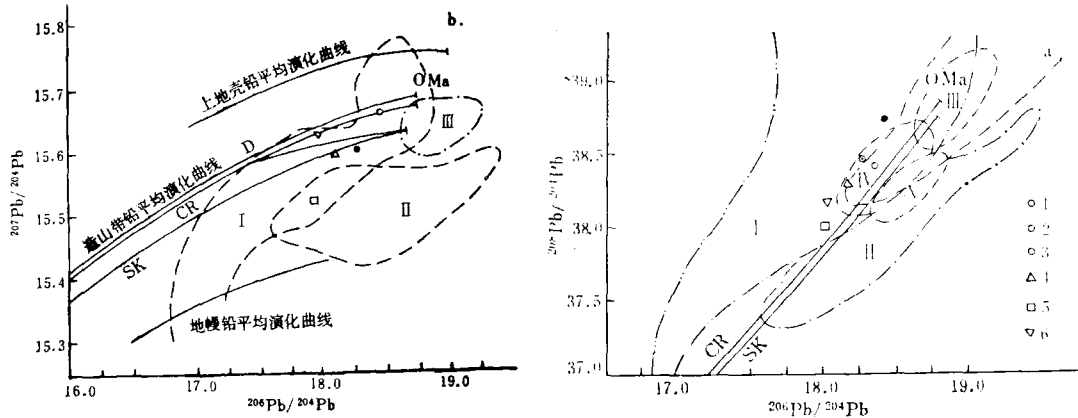 b.
15.8
15.7
15.6
15.5
15.4
15.3
²⁰⁷Pb/²⁰⁴Pb
上地壳铅平均演化曲线
造山带铅平均演化曲线
地幔铅平均演化曲线
OMa
D
CR
SK
I
II
III
16.0 17.0 18.0 19.0
²⁰⁶Pb/²⁰⁴Pb
a
39.0
38.5
38.0
37.5
37.0
²⁰⁸Pb/²⁰⁴Pb
OMa
III
I
II
CR
SK
1
2
3
4
5
6
17.0 18.0 19.0
²⁰⁶Pb/²⁰⁴Pb